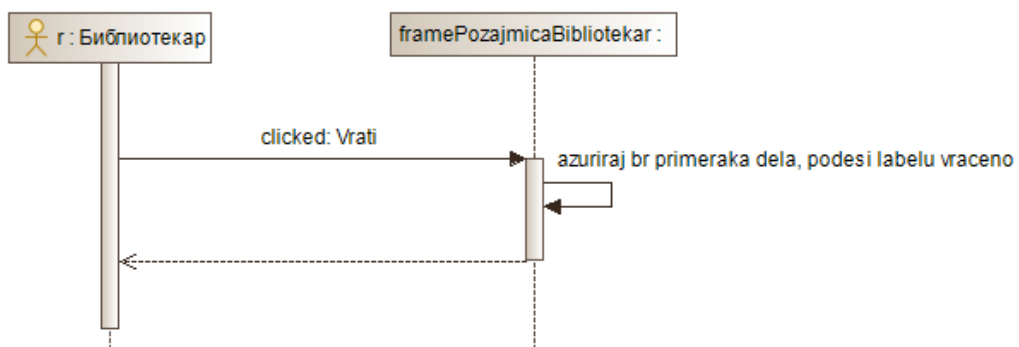 r : Библиотекар
framePozajmicaBibliotekar :
clicked: Vrati
azuriraj br primeraka dela, podesi labelu vraceno